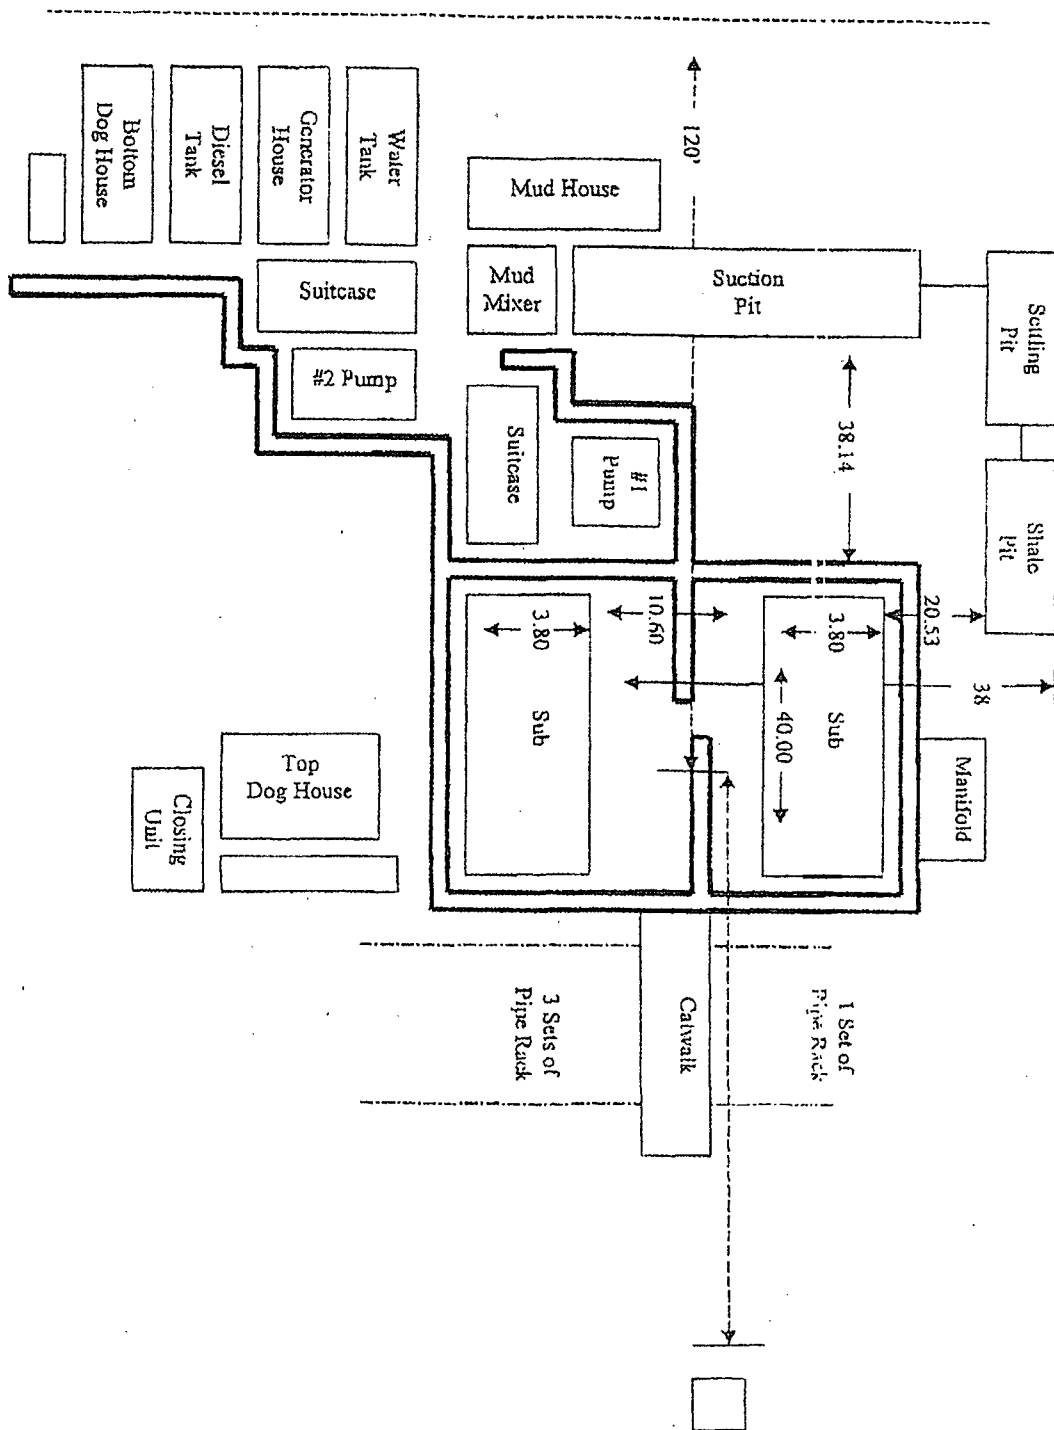 120'
Bottom
Dog House
Diesel
Tank
Generator
House
Water
Tank
Mud House
Suitcase
Mud
Mixer
Suction
Pit
Settling
Pit
#2 Pump
Suitcase
#1
Pump
38.14
Shale
Pit
20.53
10.60
3.80
3.80
38
Sub
Sub
40.00
Manifold
Top
Dog House
Closing
Unit
3 Sets of
Pipe Rack
Catwalk
1 Set of
Pipe Rack